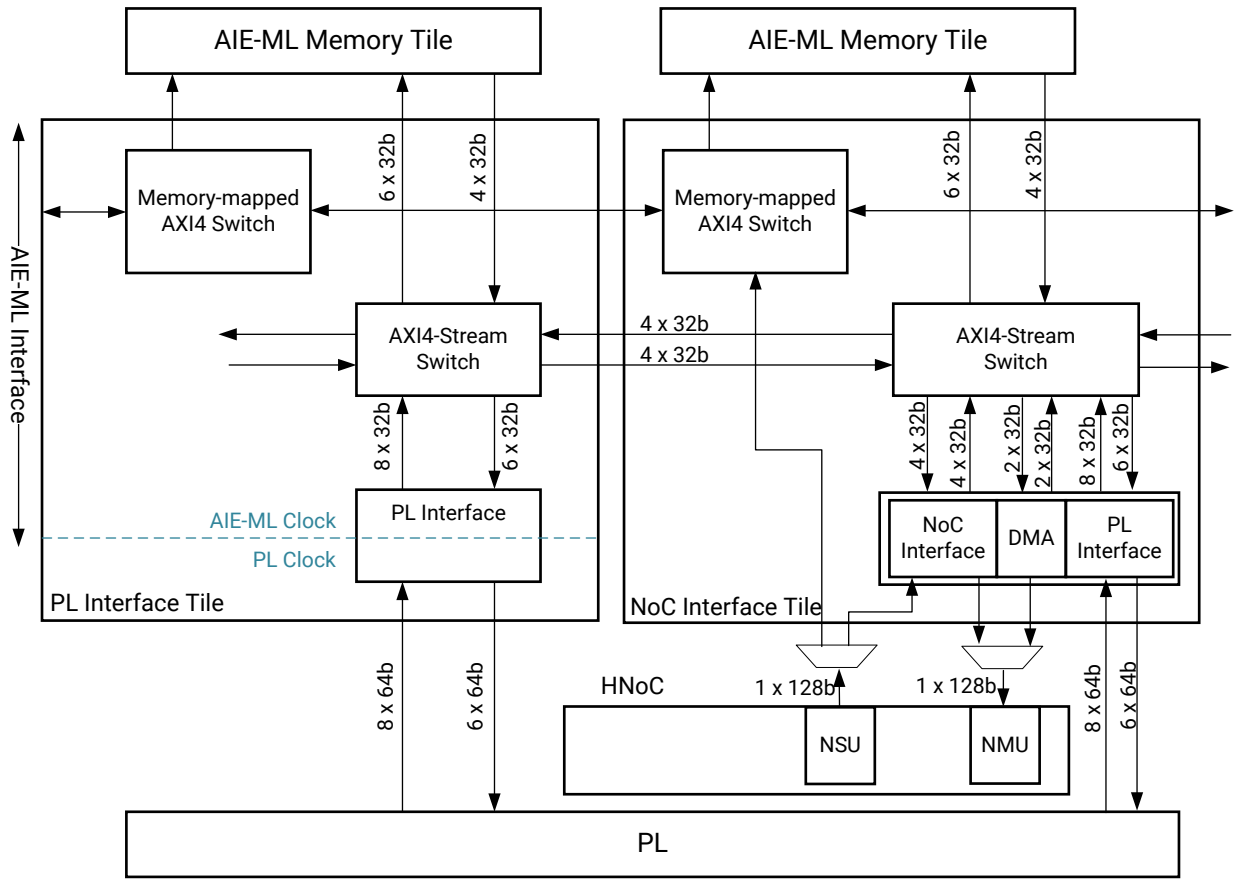 AIE-ML Memory Tile
AIE-ML Memory Tile
6 x 32b
4 x 32b
6 x 32b
4 x 32b
Memory-mapped
AXI4 Switch
Memory-mapped
AXI4 Switch
AIE-ML Interface
AXI4-Stream
Switch
4 x 32b
4 x 32b
AXI4-Stream
Switch
8 x 32b
6 x 32b
4 x 32b
4 x 32b
2 x 32b
2 x 32b
8 x 32b
6 x 32b
PL Interface
AIE-ML Clock
PL Clock
NoC
Interface
DMA
PL
Interface
PL Interface Tile
NoC Interface Tile
8 x 64b
6 x 64b
HNoC
1 x 128b
1 x 128b
8 x 64b
6 x 64b
NSU
NMU
PL